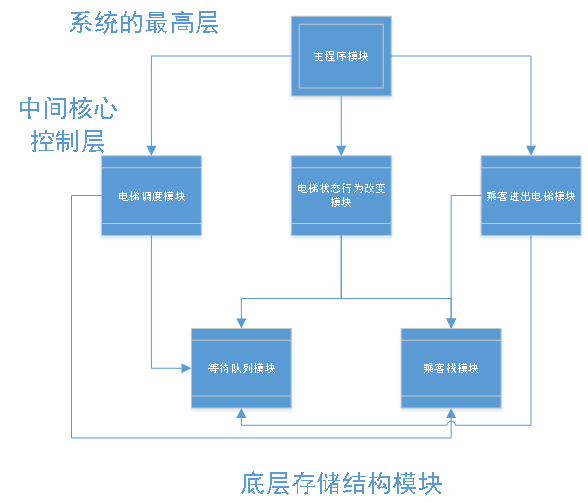 系统的最高层
主程序模块
中间核心
控制层
电梯调度模块
电梯状态行为改变
模块
乘客进出电梯模块
等待队列模块
乘客栈模块
底层存储结构模块